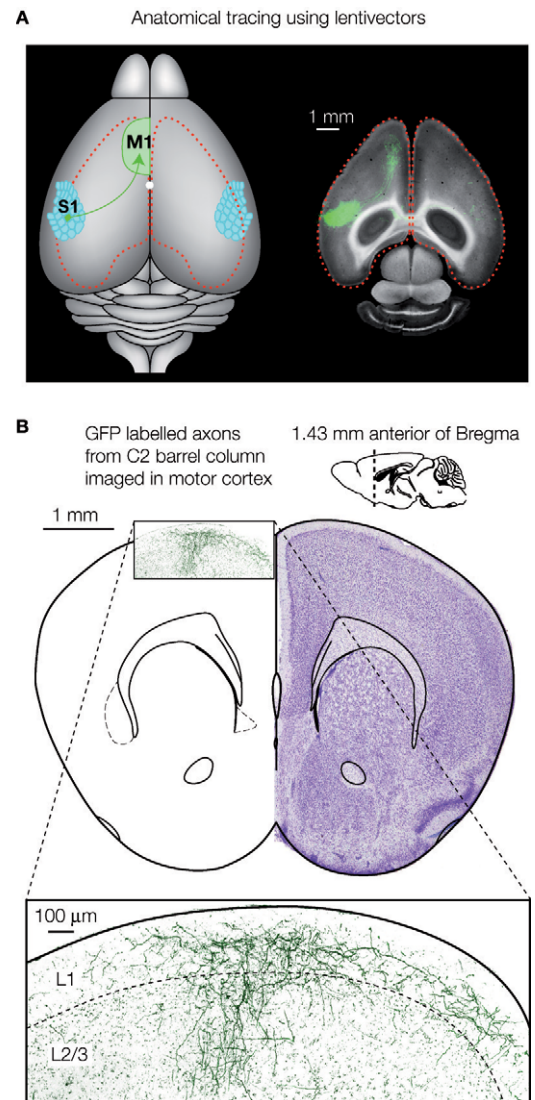 A
Anatomical tracing using lentivectors
M1
S1
1 mm
B
GFP labelled axons
from C2 barrel column
imaged in motor cortex
1.43 mm anterior of Bregma
1 mm
100 μm
L1
L2/3